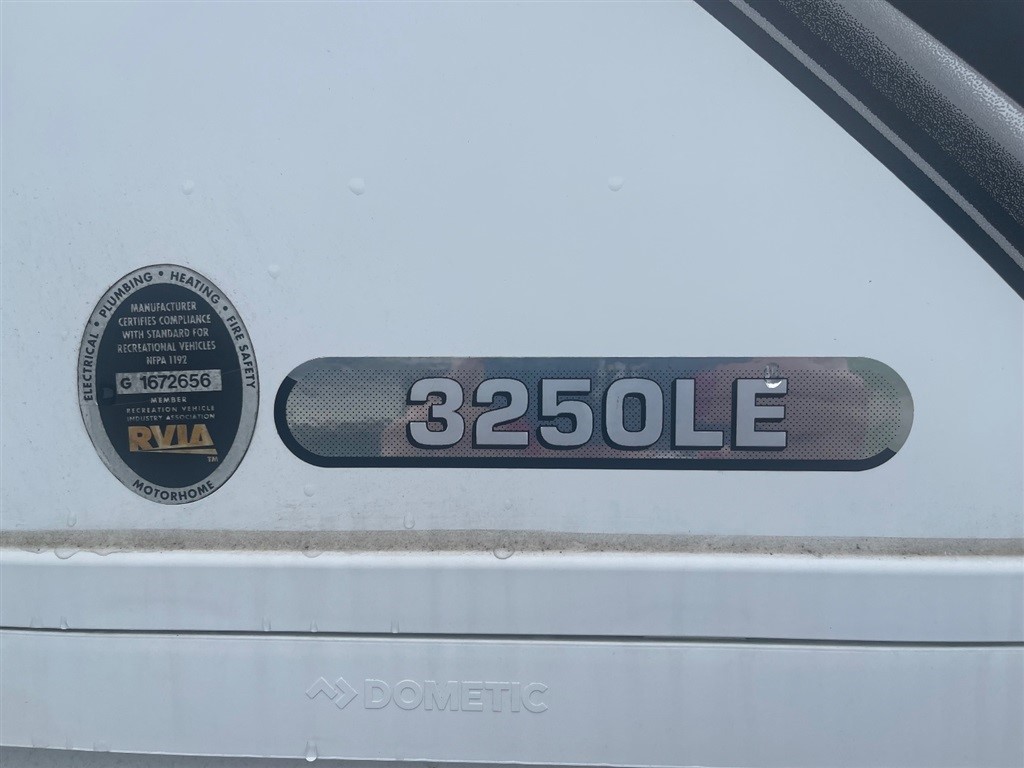 ELECTRICAL • PLUMBING • HEATING • FIRE SAFETY
MANUFACTURER
CERTIFIES COMPLIANCE
WITH STANDARD FOR
RECREATIONAL VEHICLES
NFPA 1192
G 1672656
MEMBER
RECREATION VEHICLE
INDUSTRY ASSOCIATION
RVIA
TM
MOTORHOME
3250LE
DOMETIC